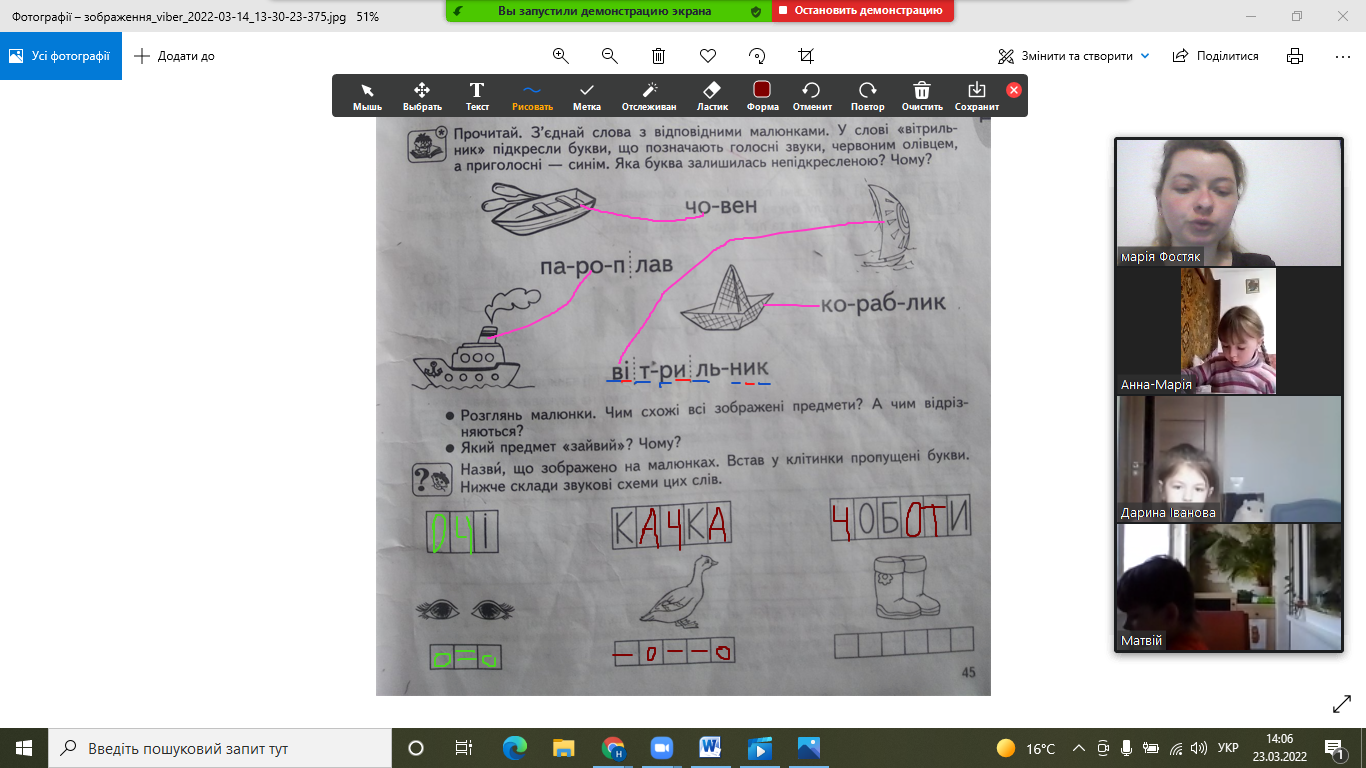 Фотографії – зображення_viber_2022-03-14_13-30-23-375.jpg 51%
Вы запустили демонстрацию экрана
Остановить демонстрацию
Усі фотографії
Додати до
Змінити та створити
Поділитися
Мышь Выбрать Текст Рисовать Метка Отслеживан Ластик Форма Отменит Повтор Очистить Сохранит
Прочитай. З’єднай слова з відповідними малюнками. У слові «вітриль-
ник» підкресли букви, що позначають голосні звуки, червоним олівцем,
а приголосні — синім. Яка буква залишилась непідкресленою? Чому?
чо-вен
па-ро-п лав
ко-раб-лик
ві т-ри ль-ник
Розглянь малюнки. Чим схожі всі зображені предмети? А чим відріз-
няються?
Який предмет «зайвий»? Чому?
? Назви, що зображено на малюнках. Встав у клітинки пропущені букви.
Нижче склади звукові схеми цих слів.
ОЧІ КАЧКА ЧОБОТИ
45
марія Фостяк
Анна-Марія
Дарина Іванова
Матвій
Введіть пошуковий запит тут
16°C
УКР
14:06
23.03.2022
1